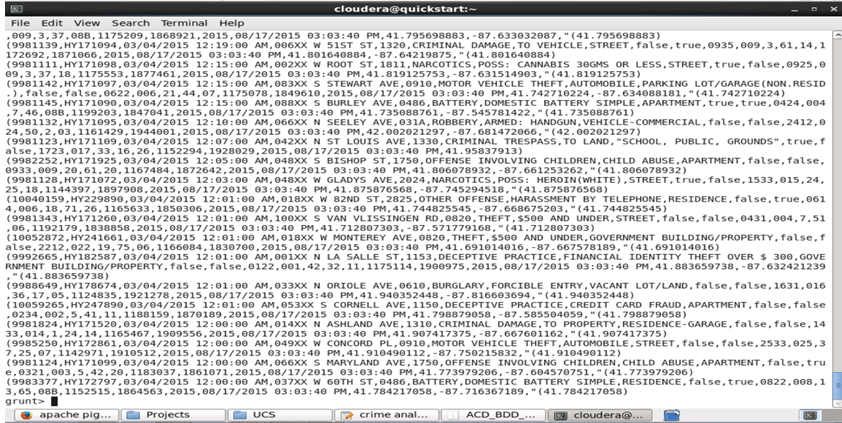 cloudera@quickstart:~
File Edit View Search Terminal Help
,009,3,37,08B,1175209,1868921,2015,08/17/2015 03:03:40 PM,41.795698883,-87.633032087,"(41.795698883)
(9981139,HY171094,03/04/2015 12:19:00 AM,006XX W 51ST ST,1320,CRIMINAL DAMAGE,TO VEHICLE,STREET,false,true,0935,009,3,61,14,1
172692,1871066,2015,08/17/2015 03:03:40 PM,41.801640884,-87.64219875,"(41.801640884)
(9981111,HY171098,03/04/2015 12:15:00 AM,002XX W ROOT ST,1811,NARCOTICS,POSS: CANNABIS 30GMS OR LESS,STREET,true,false,0925,0
09,3,37,18,1175553,1877461,2015,08/17/2015 03:03:40 PM,41.819125753,-87.631514903,"(41.819125753)
(9981142,HY171097,03/04/2015 12:15:00 AM,083XX S STEWART AVE,0910,MOTOR VEHICLE THEFT,AUTOMOBILE,PARKING LOT/GARAGE(NON.RESID
.),false,false,0622,006,21,44,07,1175078,1849610,2015,08/17/2015 03:03:40 PM,41.742710224,-87.634088181,"(41.742710224)
(9981145,HY171090,03/04/2015 12:12:00 AM,088XX S BURLEY AVE,0486,BATTERY,DOMESTIC BATTERY SIMPLE,APARTMENT,true,true,0424,004
,7,46,08B,1199203,1847041,2015,08/17/2015 03:03:40 PM,41.735088761,-87.545781422,"(41.735088761)
(9981132,HY171095,03/04/2015 12:10:00 AM,066XX N SEELEY AVE,031A,ROBBERY,ARMED: HANDGUN,VEHICLE-COMMERCIAL,false,false,2412,0
24,50,2,03,1161429,1944001,2015,08/17/2015 03:03:40 PM,42.002021297,-87.681472066,"(42.002021297)
(9981123,HY171109,03/04/2015 12:07:00 AM,042XX N ST LOUIS AVE,1330,CRIMINAL TRESPASS,TO LAND,"SCHOOL, PUBLIC, GROUNDS",true,f
alse,1723,017,33,16,26,1152294,1928029,2015,08/17/2015 03:03:40 PM,41.95837913)
(9982252,HY171925,03/04/2015 12:05:00 AM,048XX S BISHOP ST,1750,OFFENSE INVOLVING CHILDREN,CHILD ABUSE,APARTMENT,false,false,
0933,009,20,61,20,1167484,1872642,2015,08/17/2015 03:03:40 PM,41.806078932,-87.661253262,"(41.806078932)
(9981128,HY171072,03/04/2015 12:03:00 AM,048XX W GLADYS AVE,2024,NARCOTICS,POSS: HEROIN(WHITE),STREET,true,false,1533,015,24,
25,18,1144397,1897908,2015,08/17/2015 03:03:40 PM,41.875876568,-87.745294518,"(41.875876568)
(10040159,HY229890,03/04/2015 12:01:00 AM,018XX W 82ND ST,2825,OTHER OFFENSE,HARASSMENT BY TELEPHONE,RESIDENCE,false,true,061
4,006,18,71,26,1165633,1850306,2015,08/17/2015 03:03:40 PM,41.744825545,-87.668675203,"(41.744825545)
(9981343,HY171260,03/04/2015 12:01:00 AM,100XX S VAN VLISSINGEN RD,0820,THEFT,$500 AND UNDER,STREET,false,false,0431,004,7,51
,06,1192179,1838858,2015,08/17/2015 03:03:40 PM,41.712807303,-87.571779168,"(41.712807303)
(10052872,HY241661,03/04/2015 12:01:00 AM,018XX W MONTEREY AVE,0820,THEFT,$500 AND UNDER,GOVERNMENT BUILDING/PROPERTY,false,f
alse,2212,022,19,75,06,1166084,1830700,2015,08/17/2015 03:03:40 PM,41.691014016,-87.667578189,"(41.691014016)
(9992665,HY182587,03/04/2015 12:01:00 AM,001XX N LA SALLE ST,1153,DECEPTIVE PRACTICE,FINANCIAL IDENTITY THEFT OVER $ 300,GOVE
RNMENT BUILDING/PROPERTY,false,false,0122,001,42,32,11,1175114,1900975,2015,08/17/2015 03:03:40 PM,41.883659738,-87.632421239
,"(41.883659738)
(9988649,HY178674,03/04/2015 12:01:00 AM,033XX N ORIOLE AVE,0610,BURGLARY,FORCIBLE ENTRY,VACANT LOT/LAND,false,false,1631,016
,36,17,05,1124835,1921278,2015,08/17/2015 03:03:40 PM,41.940352448,-87.816603694,"(41.940352448)
(10059265,HY247890,03/04/2015 12:01:00 AM,053XX S CORNELL AVE,1150,DECEPTIVE PRACTICE,CREDIT CARD FRAUD,APARTMENT,false,false
,0234,002,5,41,11,1188159,1870189,2015,08/17/2015 03:03:40 PM,41.798879058,-87.585504059,"(41.798879058)
(9981824,HY171520,03/04/2015 12:00:00 AM,014XX N ASHLAND AVE,1310,CRIMINAL DAMAGE,TO PROPERTY,RESIDENCE-GARAGE,false,false,14
33,014,1,24,14,1165467,1909556,2015,08/17/2015 03:03:40 PM,41.907417375,-87.667601162,"(41.907417375)
(9985250,HY172861,03/04/2015 12:00:00 AM,049XX W CONCORD PL,0910,MOTOR VEHICLE THEFT,AUTOMOBILE,STREET,false,false,2533,025,3
7,25,07,1142971,1910512,2015,08/17/2015 03:03:40 PM,41.910490112,-87.750215832,"(41.910490112)
(9981124,HY171099,03/04/2015 12:00:00 AM,066XX S MARYLAND AVE,1750,OFFENSE INVOLVING CHILDREN,CHILD ABUSE,APARTMENT,false,tru
e,0321,003,5,42,20,1183037,1861071,2015,08/17/2015 03:03:40 PM,41.773979206,-87.604570751,"(41.773979206)
(9983377,HY172797,03/04/2015 12:00:00 AM,037XX W 60TH ST,0486,BATTERY,DOMESTIC BATTERY SIMPLE,RESIDENCE,false,true,0822,008,1
3,65,08B,1152515,1864563,2015,08/17/2015 03:03:40 PM,41.784217058,-87.716367189,"(41.784217058)
grunt>
apache pig... Projects UCS crime anal... ACD_BDD_... cloudera@...